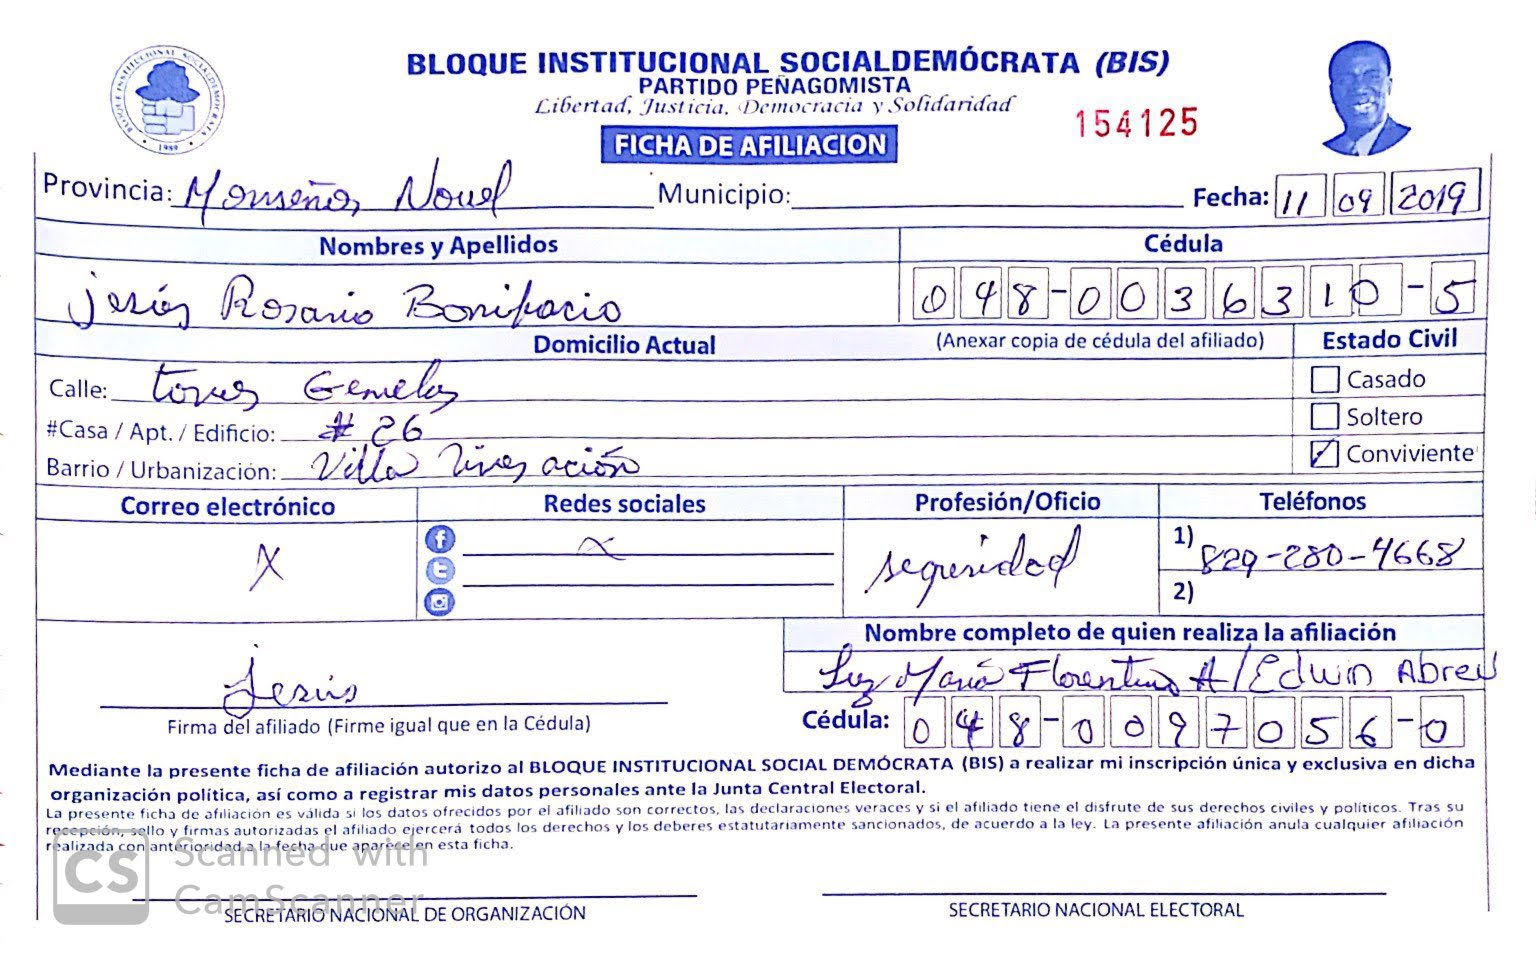 BLOQUE INSTITUCIONAL SOCIALDEMÓCRATA (BIS)
PARTIDO PEÑAGOMISTA
Libertad, Justicia, Democracia y Solidaridad
154125
FICHA DE AFILIACION
BLOQUE INSTITUCIONAL SOCIALDEMOCRATA
1989
Provincia: Monseñor Nouel Municipio: Fecha: 11 09 2019
Nombres y Apellidos Cédula
Jesús Rosario Bonifacio 048-0036310-5
Domicilio Actual (Anexar copia de cédula del afiliado) Estado Civil
Calle: torres Gemelas Casado
#Casa / Apt. / Edificio: # 26 Soltero
Barrio / Urbanización: Villa Conviviente
Correo electrónico Redes sociales Profesión/Oficio Teléfonos
X x seguridad 1) 829-280-4668
2)
Nombre completo de quien realiza la afiliación
Luz María Florentino A/Edwin Abreu
Jesús
Firma del afiliado (Firme igual que en la Cédula) Cédula: 048-0097056-0
Mediante la presente ficha de afiliación autorizo al BLOQUE INSTITUCIONAL SOCIAL DEMÓCRATA (BIS) a realizar mi inscripción única y exclusiva en dicha
organización política, así como a registrar mis datos personales ante la Junta Central Electoral.
La presente ficha de afiliación es válida si los datos ofrecidos por el afiliado son correctos, las declaraciones veraces y si el afiliado tiene el disfrute de sus derechos civiles y políticos. Tras su
recepción, sello y firmas autorizadas el afiliado ejercerá todos los derechos y los deberes estatutariamente sancionados, de acuerdo a la ley. La presente afiliación anula cualquier afiliación
realizada con anterioridad a la fecha que aparece en esta ficha.
CS Scanned with
CamScanner
SECRETARIO NACIONAL DE ORGANIZACIÓN SECRETARIO NACIONAL ELECTORAL